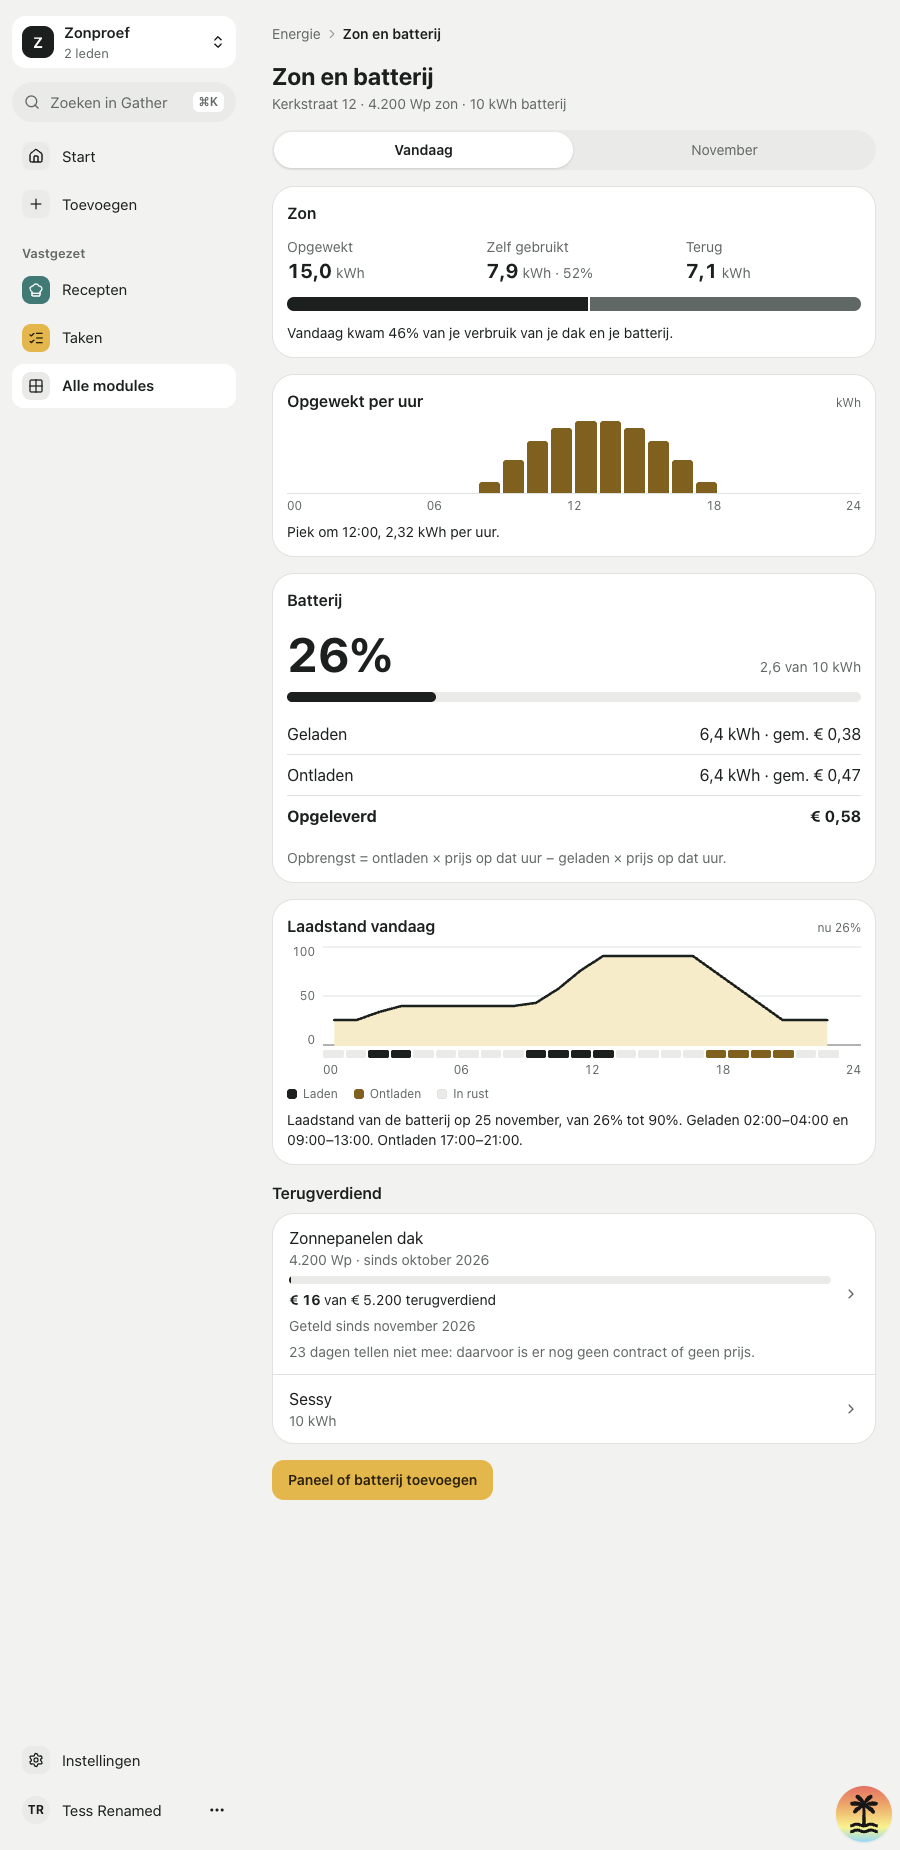 Z
Zonproef
2 leden
Zoeken in Gather
⌘K
Start
Toevoegen
Vastgezet
Recepten
Taken
Alle modules
Energie > Zon en batterij
Zon en batterij
Kerkstraat 12 · 4.200 Wp zon · 10 kWh batterij
Vandaag
November
Zon
Opgewekt
Zelf gebruikt
Terug
15,0 kWh
7,9 kWh · 52%
7,1 kWh
Vandaag kwam 46% van je verbruik van je dak en je batterij.
Opgewekt per uur
kWh
00 06 12 18 24
Piek om 12:00, 2,32 kWh per uur.
Batterij
26%
2,6 van 10 kWh
Geladen
6,4 kWh · gem. € 0,38
Ontladen
6,4 kWh · gem. € 0,47
Opgeleverd
€ 0,58
Opbrengst = ontladen × prijs op dat uur − geladen × prijs op dat uur.
Laadstand vandaag
nu 26%
100
50
0
00 06 12 18 24
Laden
Ontladen
In rust
Laadstand van de batterij op 25 november, van 26% tot 90%. Geladen 02:00–04:00 en
09:00–13:00. Ontladen 17:00–21:00.
Terugverdiend
Zonnepanelen dak
4.200 Wp · sinds oktober 2026
€ 16 van € 5.200 terugverdiend
Geteld sinds november 2026
23 dagen tellen niet mee: daarvoor is er nog geen contract of geen prijs.
Sessy
10 kWh
Paneel of batterij toevoegen
Instellingen
TR
Tess Renamed